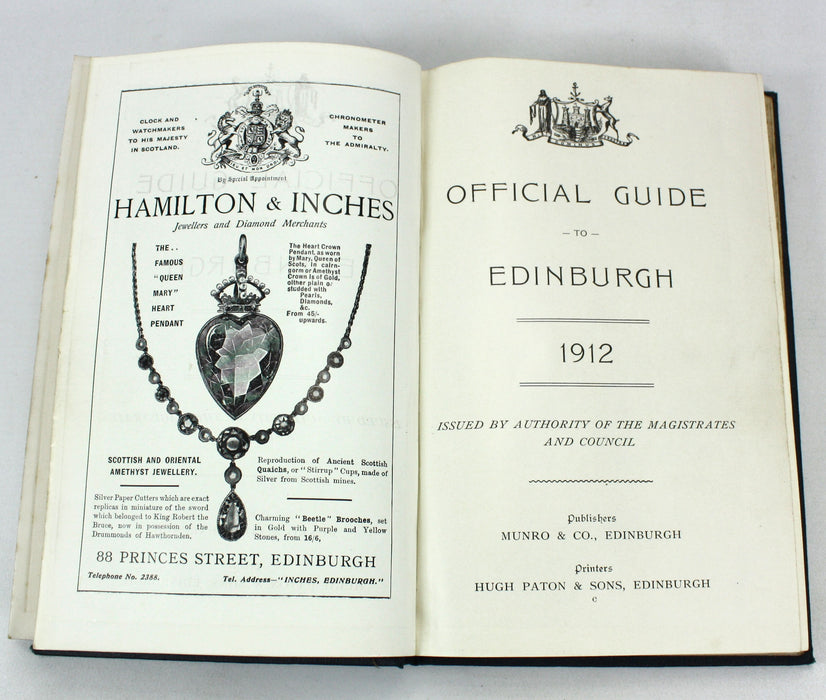 CLOCK AND
WATCHMAKERS
TO HIS MAJESTY
IN SCOTLAND.
CHRONOMETER
MAKERS
TO
THE ADMIRALTY.
By Special Appointment
HAMILTON & INCHES
Jewellers and Diamond Merchants
THE..
FAMOUS
"QUEEN
MARY"
HEART
PENDANT
The Heart Crown
Pendant, as worn
by Mary, Queen of
Scots, in cairn-
gorm or Amethyst
Crown is of Gold,
either plain or
studded with
Pearls,
Diamonds,
&c.
From 45/-
upwards.
SCOTTISH AND ORIENTAL
AMETHYST JEWELLERY.
Silver Paper Cutters which are exact
replicas in miniature of the sword
which belonged to King Robert the
Bruce, now in possession of the
Drummonds of Hawthornden.
Reproduction of Ancient Scottish
Quaichs, or "Stirrup" Cups, made of
Silver from Scottish mines.
Charming "Beetle" Brooches, set
in Gold with Purple and Yellow
Stones, from 16/6,
88 PRINCES STREET, EDINBURGH
Telephone No. 2388.
Tel. Address—"INCHES, EDINBURGH."
OFFICIAL GUIDE
— TO —
EDINBURGH
1912
ISSUED BY AUTHORITY OF THE MAGISTRATES
AND COUNCIL
Publishers
MUNRO & CO., EDINBURGH
Printers
HUGH PATON & SONS, EDINBURGH
c